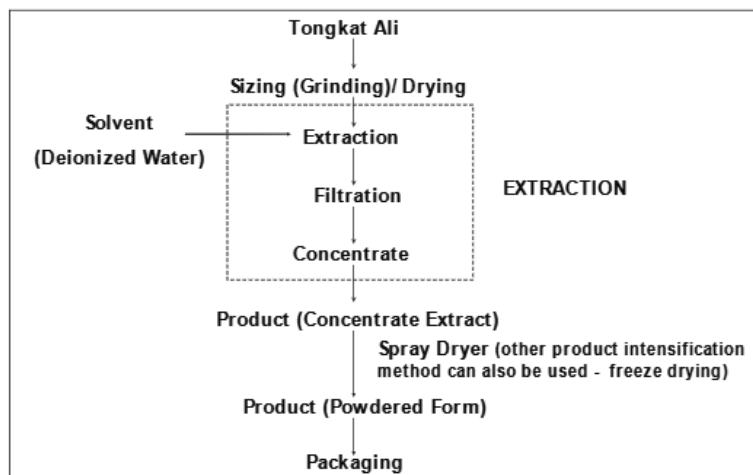 Tongkat Ali
Sizing (Grinding)/ Drying
Solvent
(Deionized Water)
Extraction
Filtration
EXTRACTION
Concentrate
Product (Concentrate Extract)
Spray Dryer (other product intensification
method can also be used - freeze drying)
Product (Powdered Form)
Packaging